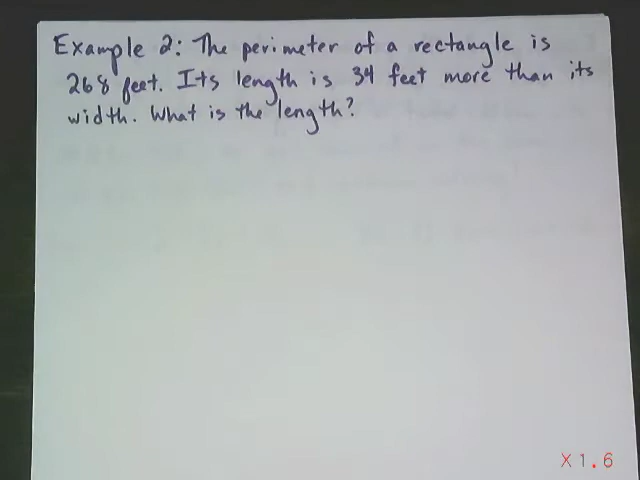 Example 2: The perimeter of a rectangle is
268 feet. Its length is 34 feet more than its
width. What is the length?
X1.6